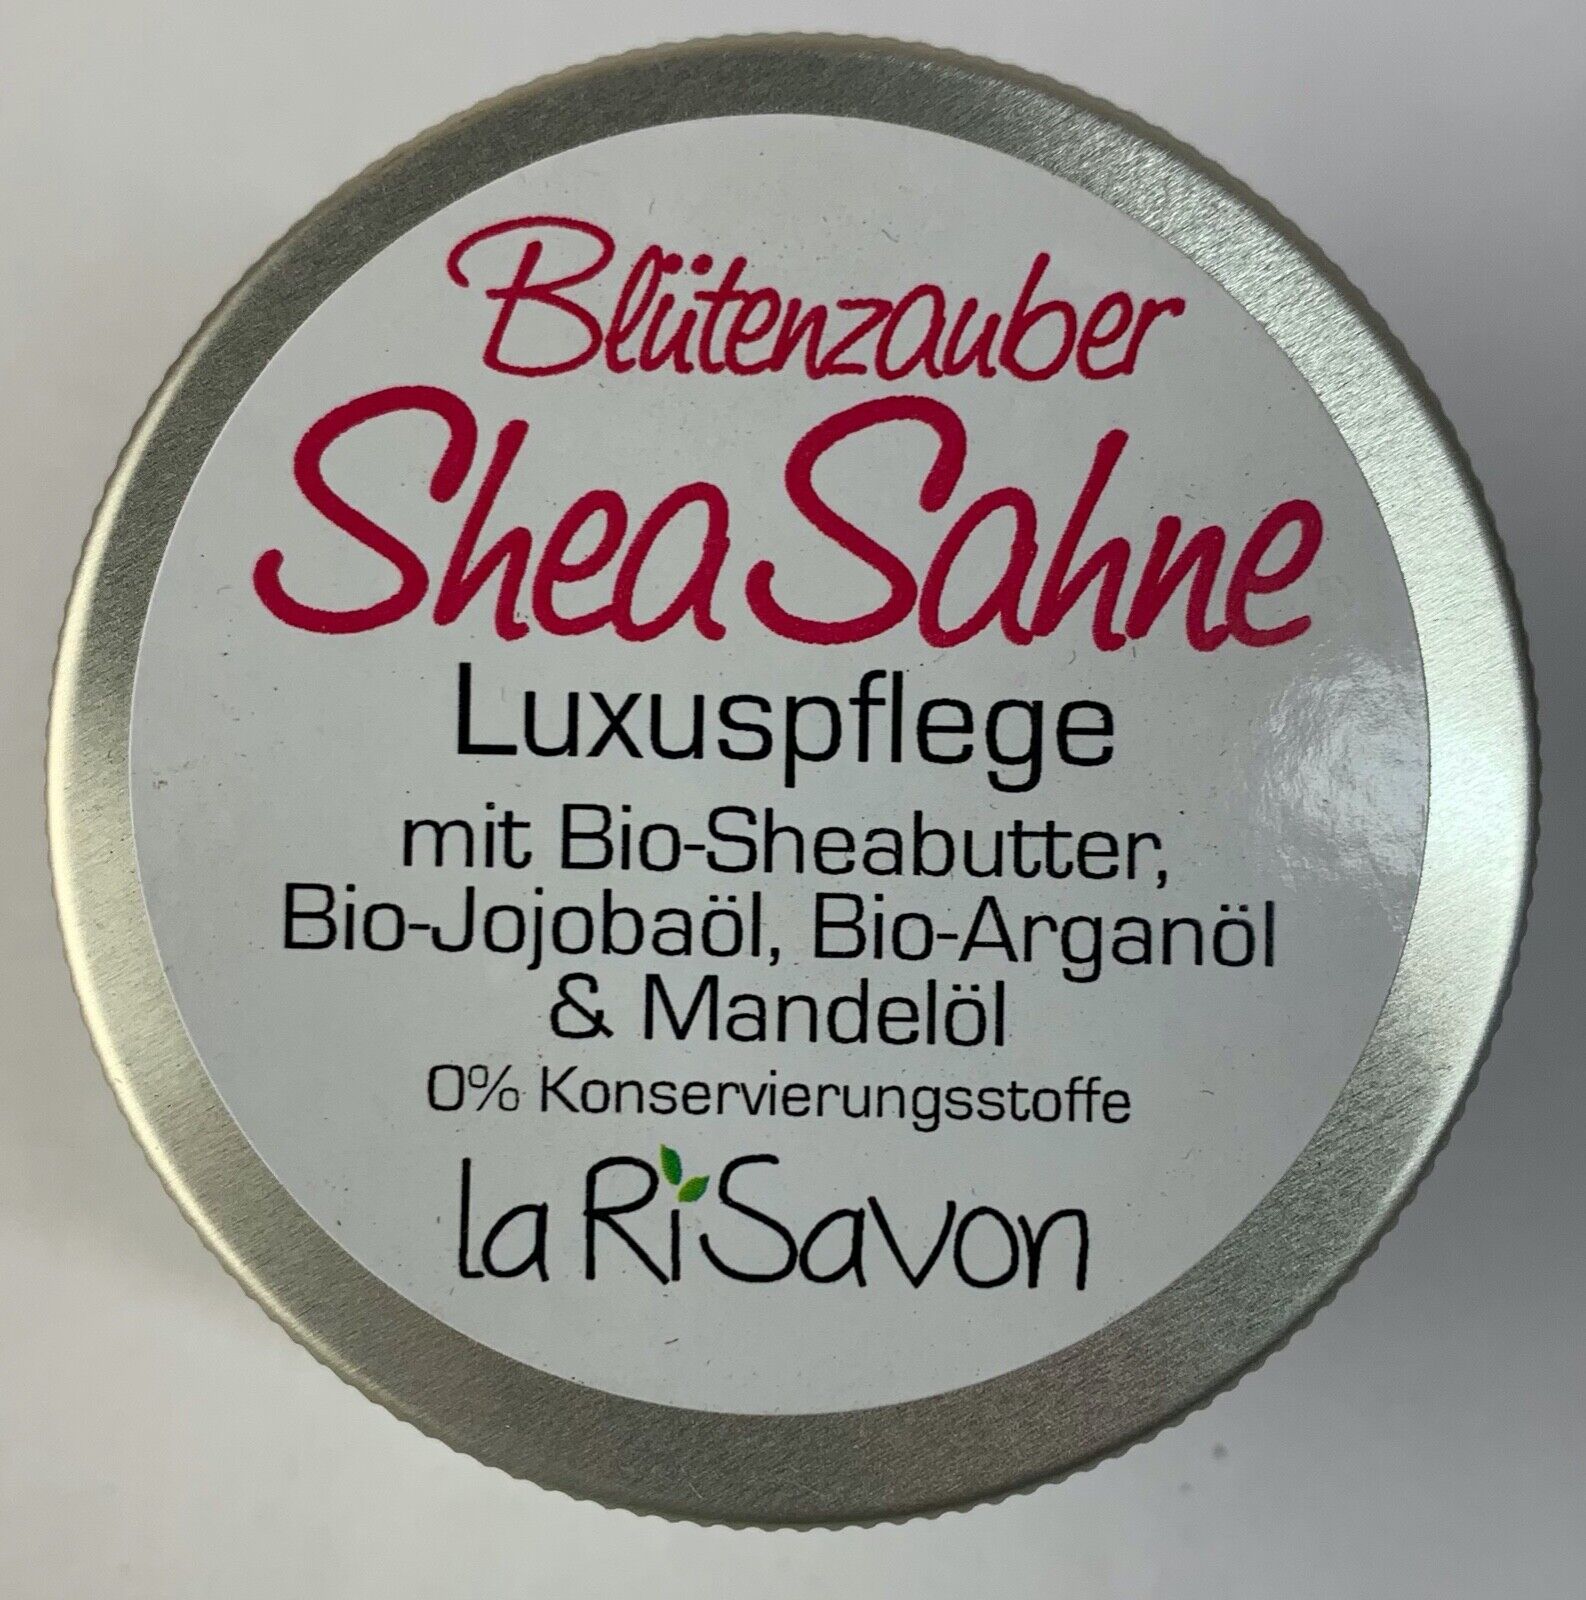 Blütenzauber
Shea Sahne
Luxuspflege
mit Bio-Sheabutter,
Bio-Jojobaöl, Bio-Arganöl
& Mandelöl
0% Konservierungsstoffe
la RiSavon